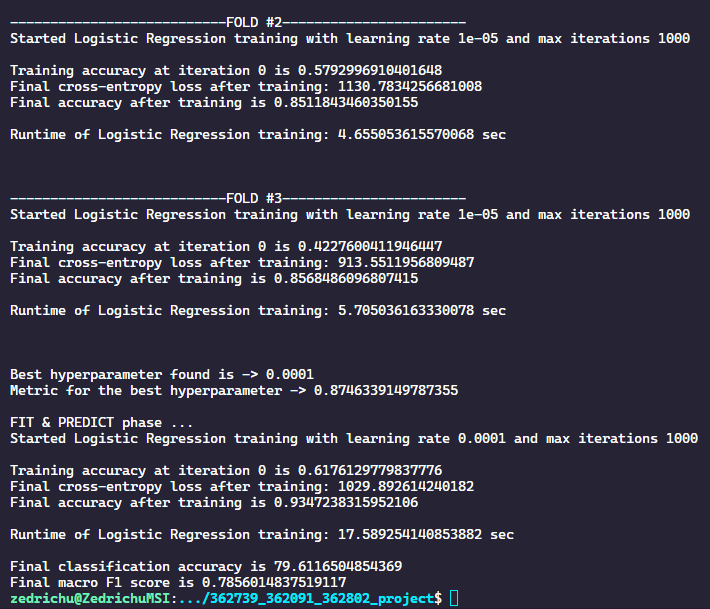 ---------------------------FOLD #2-----------------------
Started Logistic Regression training with learning rate 1e-05 and max iterations 1000
Training accuracy at iteration 0 is 0.5792996910401648
Final cross-entropy loss after training: 1130.7834256681008
Final accuracy after training is 0.8511843460350155
Runtime of Logistic Regression training: 4.655053615570068 sec
---------------------------FOLD #3-----------------------
Started Logistic Regression training with learning rate 1e-05 and max iterations 1000
Training accuracy at iteration 0 is 0.4227600411946447
Final cross-entropy loss after training: 913.5511956809487
Final accuracy after training is 0.8568486096807415
Runtime of Logistic Regression training: 5.705036163330078 sec
Best hyperparameter found is -> 0.0001
Metric for the best hyperparameter -> 0.8746339149787355
FIT & PREDICT phase ...
Started Logistic Regression training with learning rate 0.0001 and max iterations 1000
Training accuracy at iteration 0 is 0.6176129779837776
Final cross-entropy loss after training: 1029.892614240182
Final accuracy after training is 0.9347238315952106
Runtime of Logistic Regression training: 17.589254140853882 sec
Final classification accuracy is 79.6116504854369
Final macro F1 score is 0.7856014837519117
zedrichu@ZedrichuMSI:.../362739_362091_362802_project$